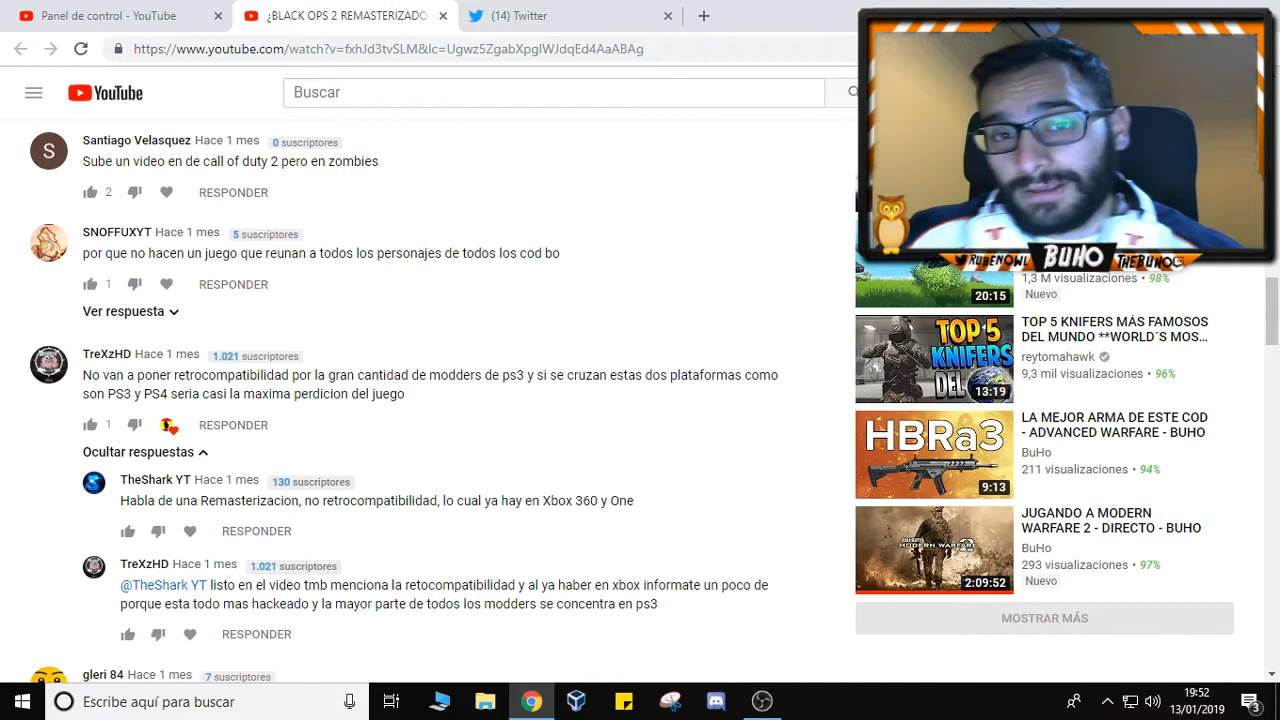 Panel de control - YouTube
¿BLACK OPS 2 REMASTERIZADO
(14) Twitter
https://www.youtube.com/watch?v=fxhJd3tvSLM&lc=Ugwz5ZgabXpgIWJdqEd4AaABAg
YouTube
Buscar
S
Santiago Velasquez Hace 1 mes 0 suscriptores
Sube un video en de call of duty 2 pero en zombies
2 RESPONDER
SNOFFUXYT Hace 1 mes 5 suscriptores
por que no hacen un juego que reunan a todos los personajes de todos los cod bo
1 RESPONDER
Ver respuesta
TreXzHD Hace 1 mes 1.021 suscriptores
No van a poner retrocompatibilidad por la gran cantidad de modders de ps3 y si se cruzan estas dos plataformas como
son PS3 y PS4 seria casi la maxima perdicion del juego
1 RESPONDER
Ocultar respuestas
TheShark YT Hace 1 mes 130 suscriptores
Habla de una Remasterizacion, no retrocompatibilidad, lo cual ya hay en Xbox 360 y One
RESPONDER
TreXzHD Hace 1 mes 1.021 suscriptores
@TheShark YT listo en el video tmb menciona la retocompatibilidad y al ya haber en xbox informate un poco de
porque esta todo mas hackeado y la mayor parte de todos los modders se concentra en ps3
RESPONDER
gleri 84 Hace 1 mes 7 suscriptores
RUBENOWL BUHO THEBUHO
1,3 M visualizaciones • 98%
Nuevo
20:15
TOP 5
KNIFERS
DEL
13:19
TOP 5 KNIFERS MÁS FAMOSOS
DEL MUNDO **WORLD´S MOS...
reytomahawk
9,3 mil visualizaciones • 96%
HBRa3
9:13
LA MEJOR ARMA DE ESTE COD
- ADVANCED WARFARE - BUHO
BuHo
211 visualizaciones • 94%
MODERN WARFARE 2
2:09:52
JUGANDO A MODERN
WARFARE 2 - DIRECTO - BUHO
BuHo
293 visualizaciones • 97%
Nuevo
MOSTRAR MÁS
Escribe aquí para buscar
19:52
13/01/2019
3